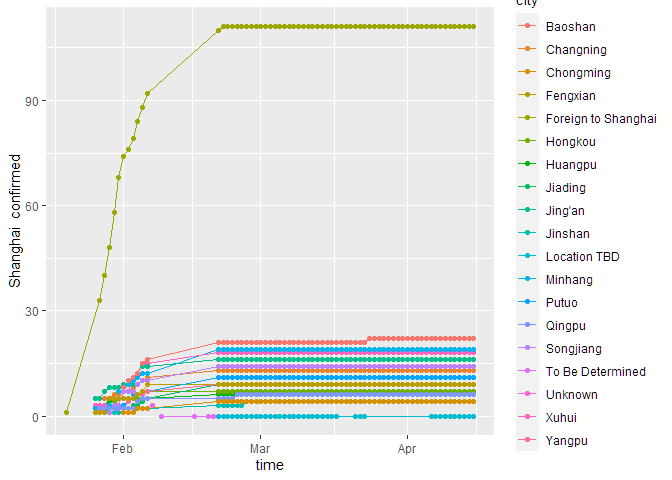 city
Baoshan
Changning
Chongming
Fengxian
Foreign to Shanghai
Hongkou
Huangpu
Jiading
Jing'an
Jinshan
Location TBD
Minhang
Putuo
Qingpu
Songjiang
To Be Determined
Unknown
Xuhui
Yangpu
Shanghai confirmed
90
60
30
0
Feb
Mar
Apr
time